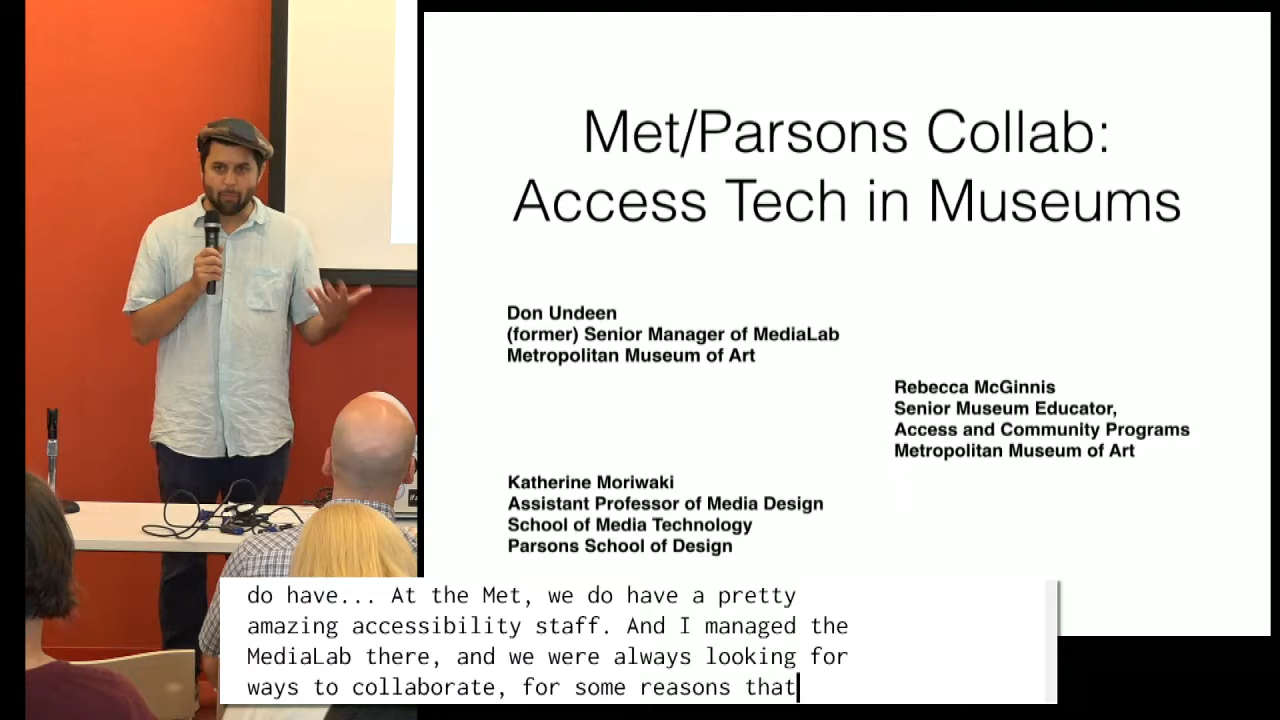 Met/Parsons Collab:
Access Tech in Museums
Don Undeen
(former) Senior Manager of MediaLab
Metropolitan Museum of Art
Rebecca McGinnis
Senior Museum Educator,
Access and Community Programs
Metropolitan Museum of Art
Katherine Moriwaki
Assistant Professor of Media Design
School of Media Technology
Parsons School of Design
do have... At the Met, we do have a pretty
amazing accessibility staff. And I managed the
MediaLab there, and we were always looking for
ways to collaborate, for some reasons that